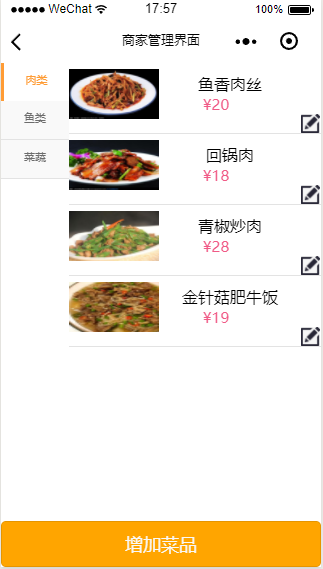 WeChat 17:57 100%
商家管理界面
肉类
鱼类
菜蔬
鱼香肉丝
¥20
回锅肉
¥18
青椒炒肉
¥28
金针菇肥牛饭
¥19
增加菜品